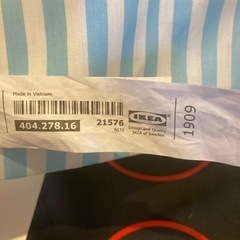 Made in Vietnam
404.278.16
21576
IKEA
Design and Quality
IKEA of Sweden
1909